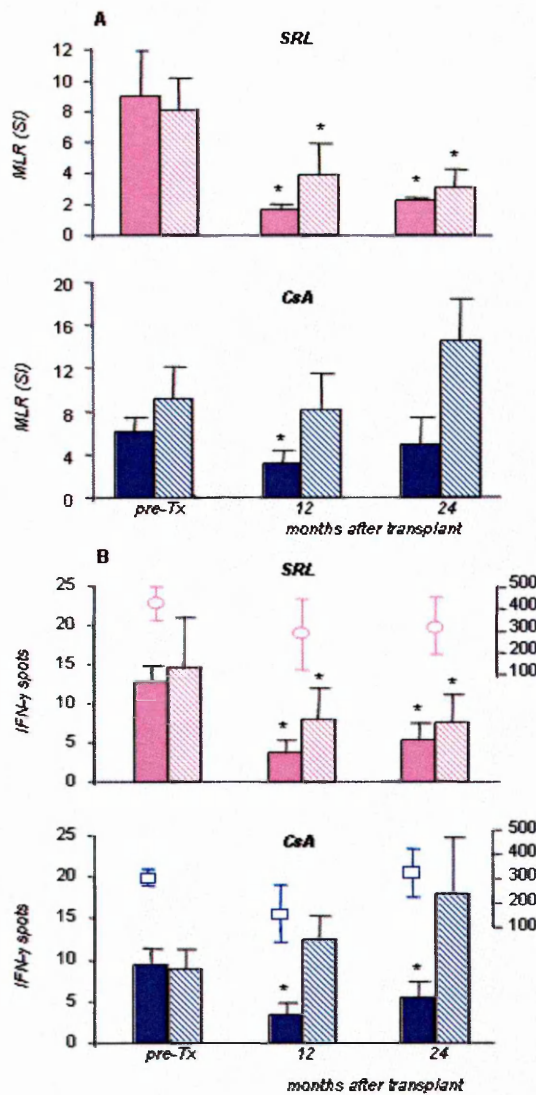 A
SRL
12
10
8
6
4
2
0
MLR (SI)
* * * *
CsA
20
16
12
8
4
0
MLR (SI)
*
pre-Tx 12 24
months after transplant
B
SRL
25
20
15
10
5
0
IFN-γ spots
500
400
300
200
100
* * * *
CsA
25
20
15
10
5
0
IFN-γ spots
500
400
300
200
100
* *
pre-Tx 12 24
months after transplant